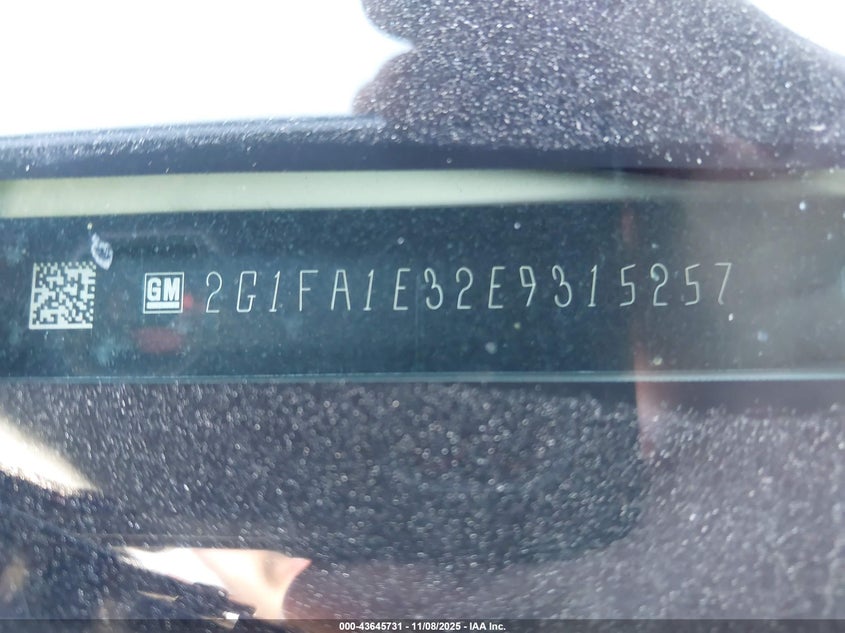 GM 2G1FA1E32E9315257
000-43645731 - 11/08/2025 - IAA Inc.